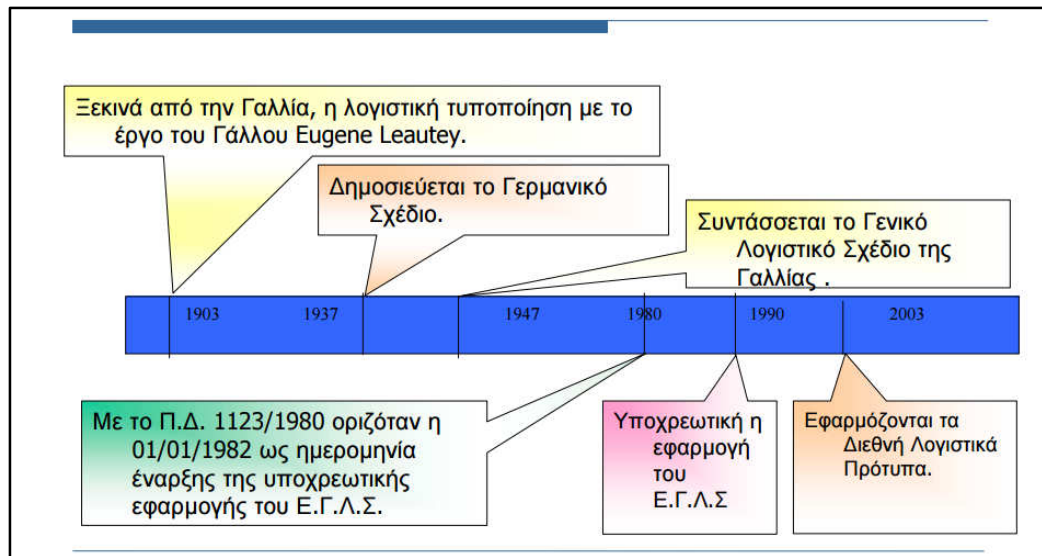 Ξεκινά από την Γαλλία, η λογιστική τυποποίηση με το
έργο του Γάλλου Eugene Leautey.
Δημοσιεύεται το Γερμανικό
Σχέδιο.
Συντάσσεται το Γενικό
Λογιστικό Σχέδιο της
Γαλλίας .
1903 1937 1947 1980 1990 2003
Με το Π.Δ. 1123/1980 οριζόταν η
01/01/1982 ως ημερομηνία
έναρξης της υποχρεωτικής
εφαρμογής του Ε.Γ.Λ.Σ.
Υποχρεωτική η
εφαρμογή
του
Ε.Γ.Λ.Σ
Εφαρμόζονται τα
Διεθνή Λογιστικά
Πρότυπα.